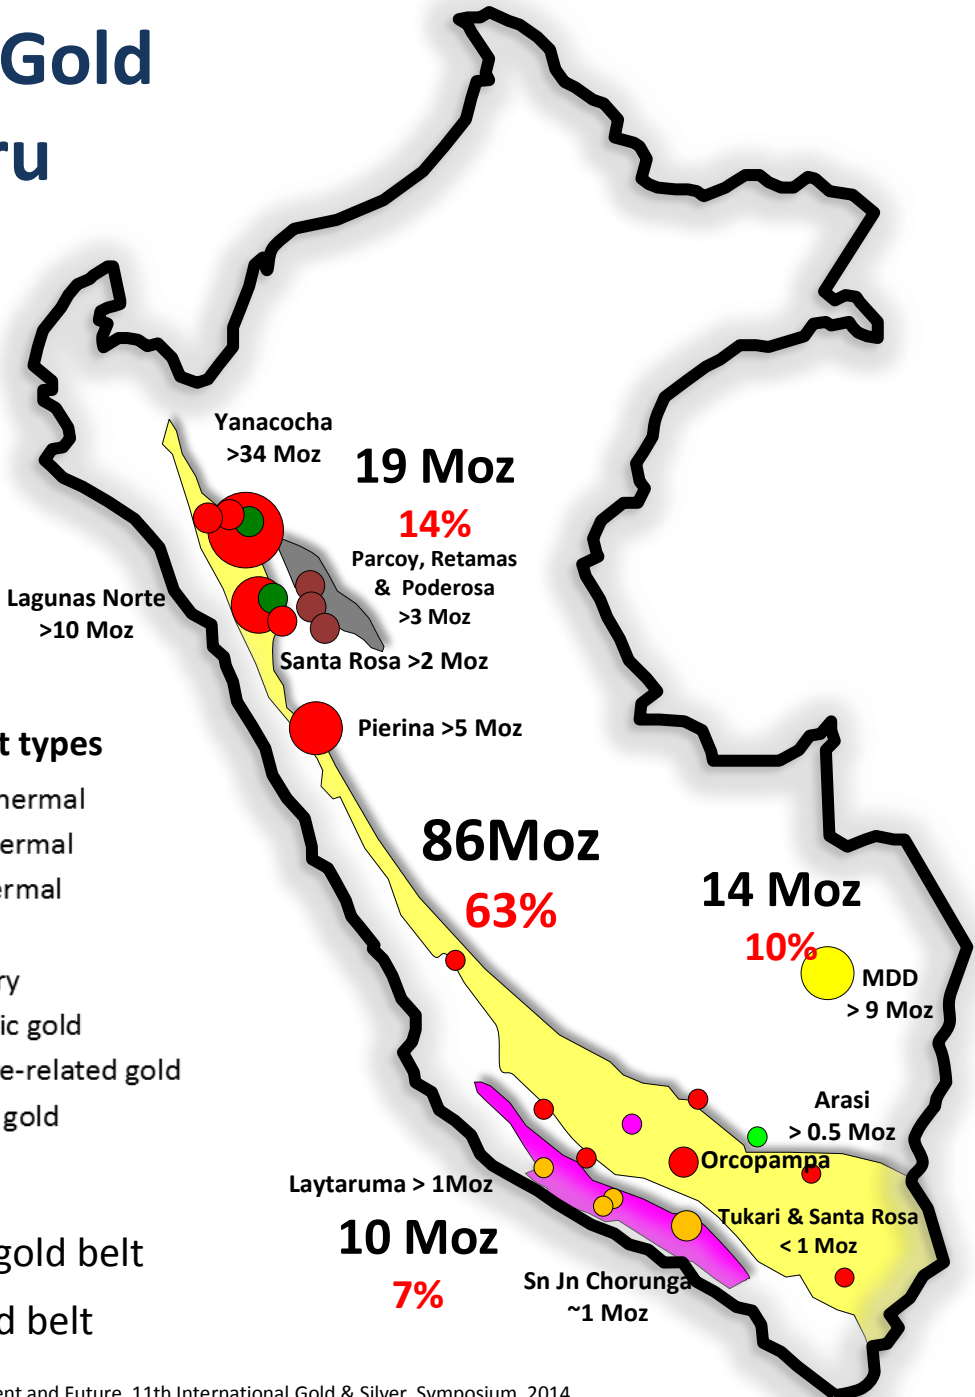 Gold
ru
Yanacocha
>34 Moz
19 Moz
14%
Parcoy, Retamas
& Poderosa
>3 Moz
Lagunas Norte
>10 Moz
Santa Rosa >2 Moz
Pierina >5 Moz
t types
hermal
ermal
ermal
ry
ic gold
e-related gold
gold
86Moz
63%
14 Moz
10%
MDD
> 9 Moz
Arasi
> 0.5 Moz
Orcopampa
Laytaruma > 1Moz
Tukari & Santa Rosa
< 1 Moz
10 Moz
7%
Sn Jn Chorunga
~1 Moz
gold belt
d belt
ent and Future, 11th International Gold & Silver Symposium, 2014